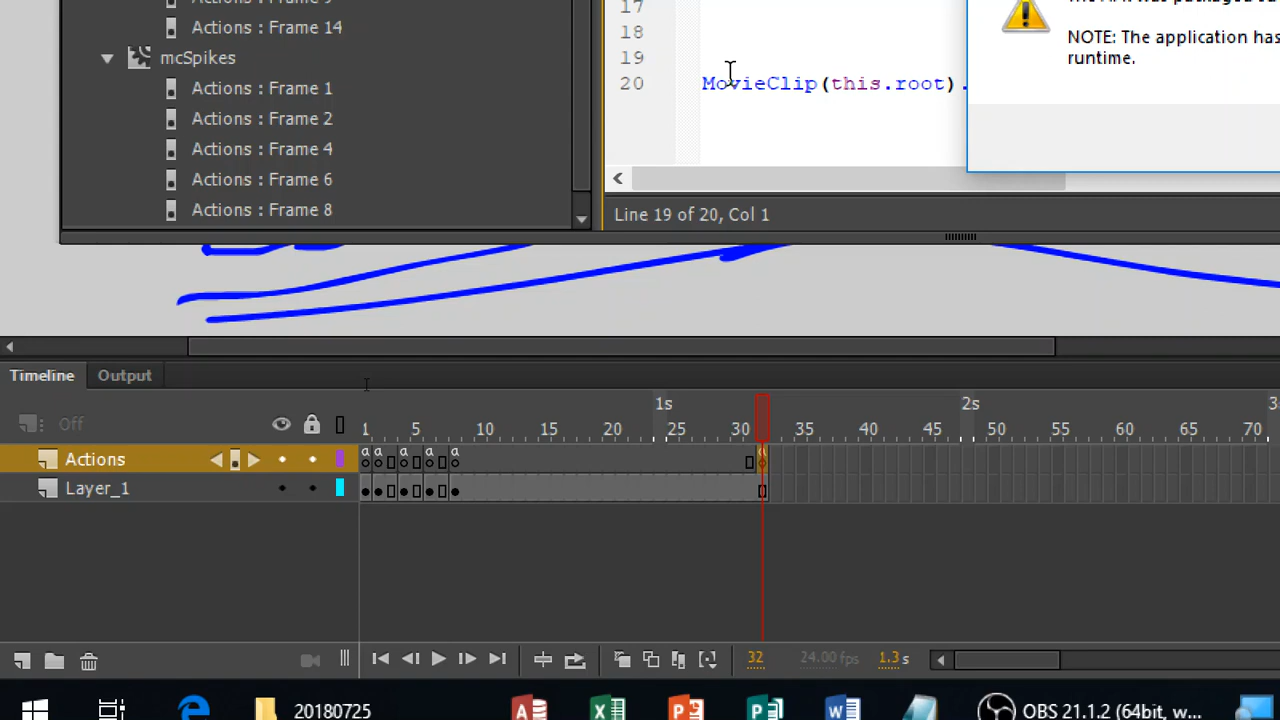 Actions : Frame 14
mcSpikes
Actions : Frame 1
Actions : Frame 2
Actions : Frame 4
Actions : Frame 6
Actions : Frame 8
17
18
19
20 MovieClip(this.root).
Line 19 of 20, Col 1
NOTE: The application has
runtime.
Timeline Output
1s 2s
Off 1 5 10 15 20 25 30 35 40 45 50 55 60 65 70
a a a a a
Actions
Layer_1
32 24.00 fps 1.3 s
20180725 OBS 21.1.2 (64bit, w...